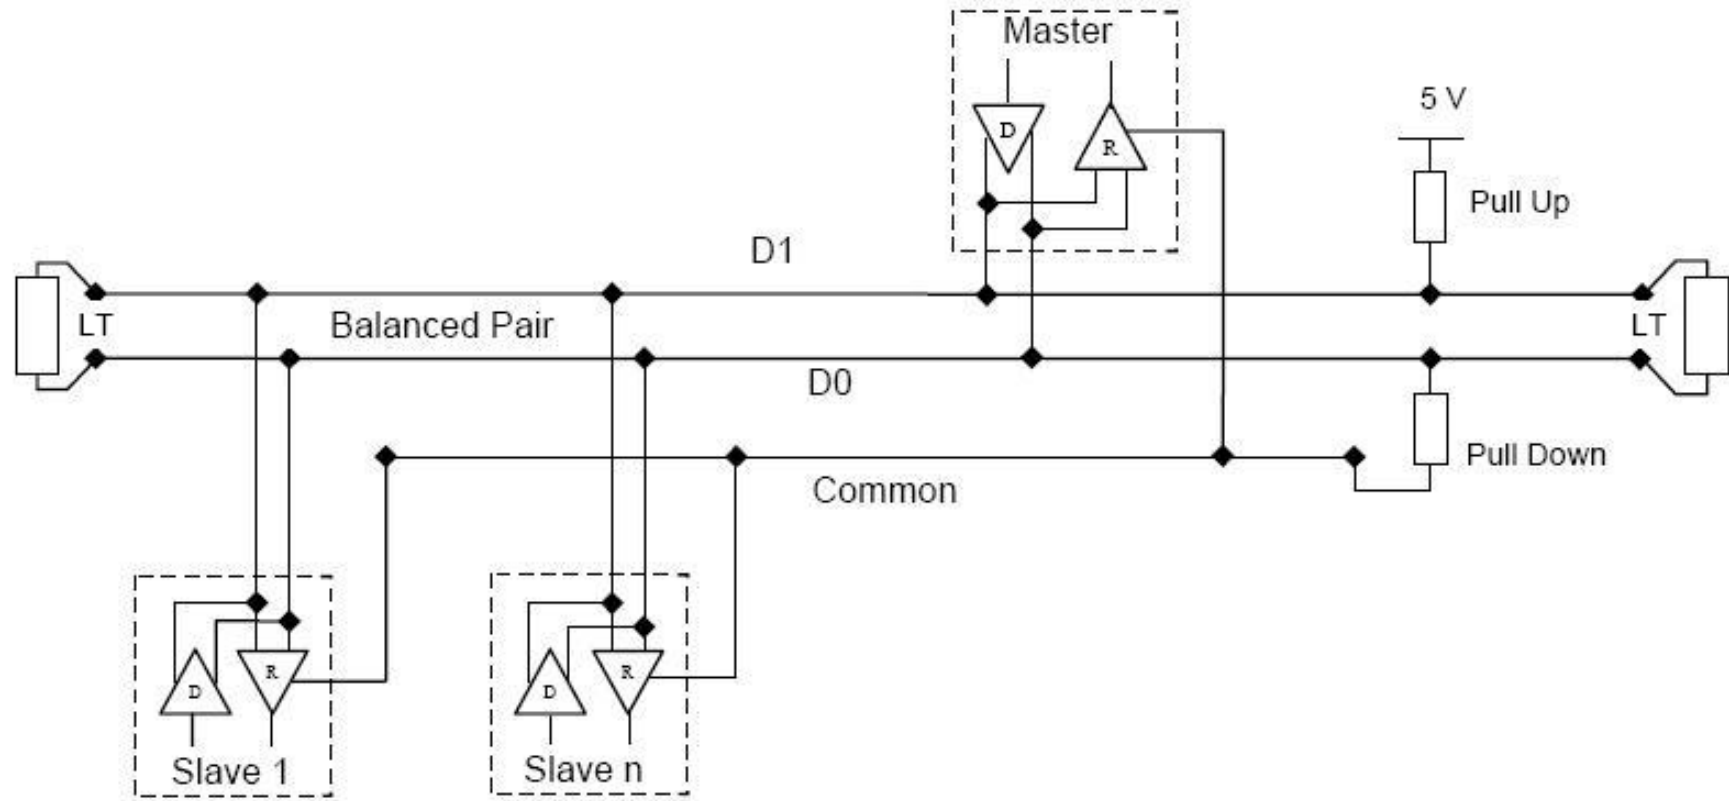 Master
5 V
D
R
Pull Up
D1
LT
Balanced Pair
LT
D0
Pull Down
Common
D
R
D
R
Slave 1
Slave n